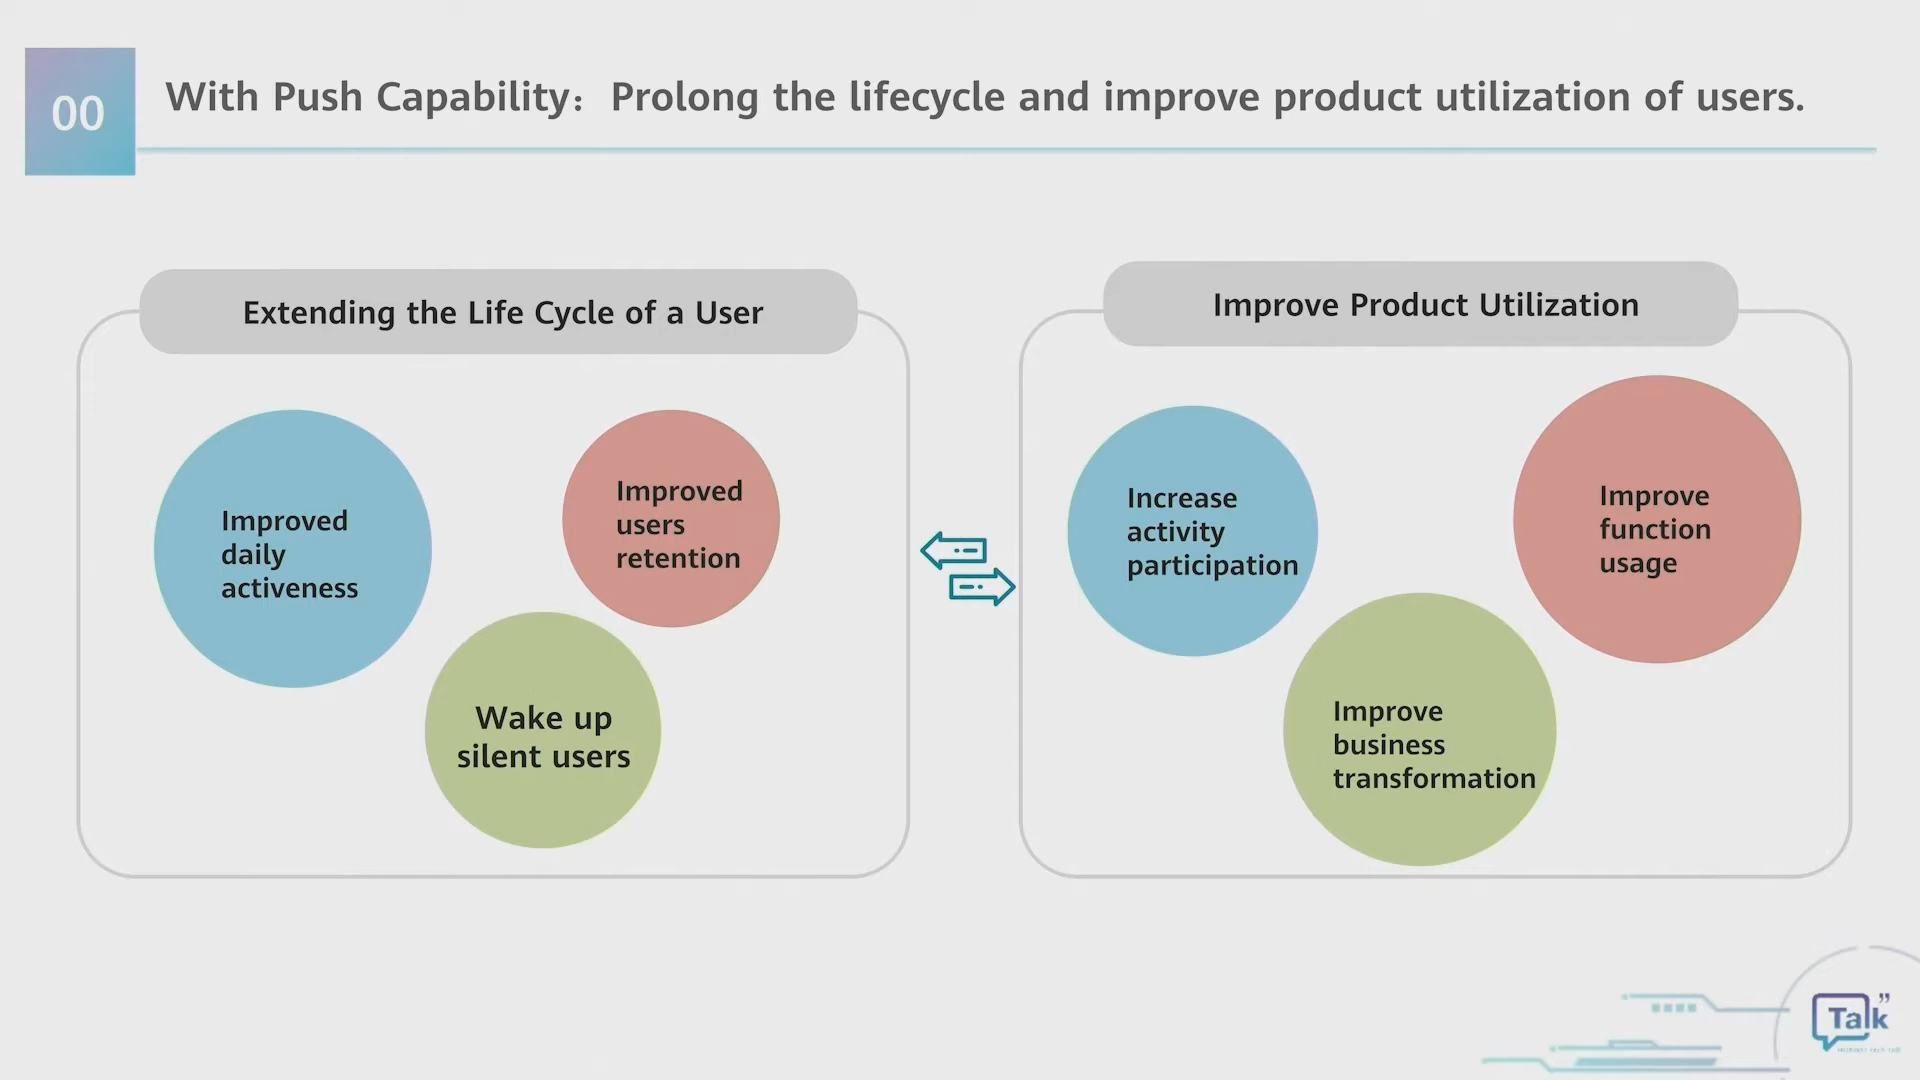 00
With Push Capability: Prolong the lifecycle and improve product utilization of users.
Extending the Life Cycle of a User
Improved
daily
activeness
Improved
users
retention
Wake up
silent users
Improve Product Utilization
Increase
activity
participation
Improve
function
usage
Improve
business
transformation
Talk”